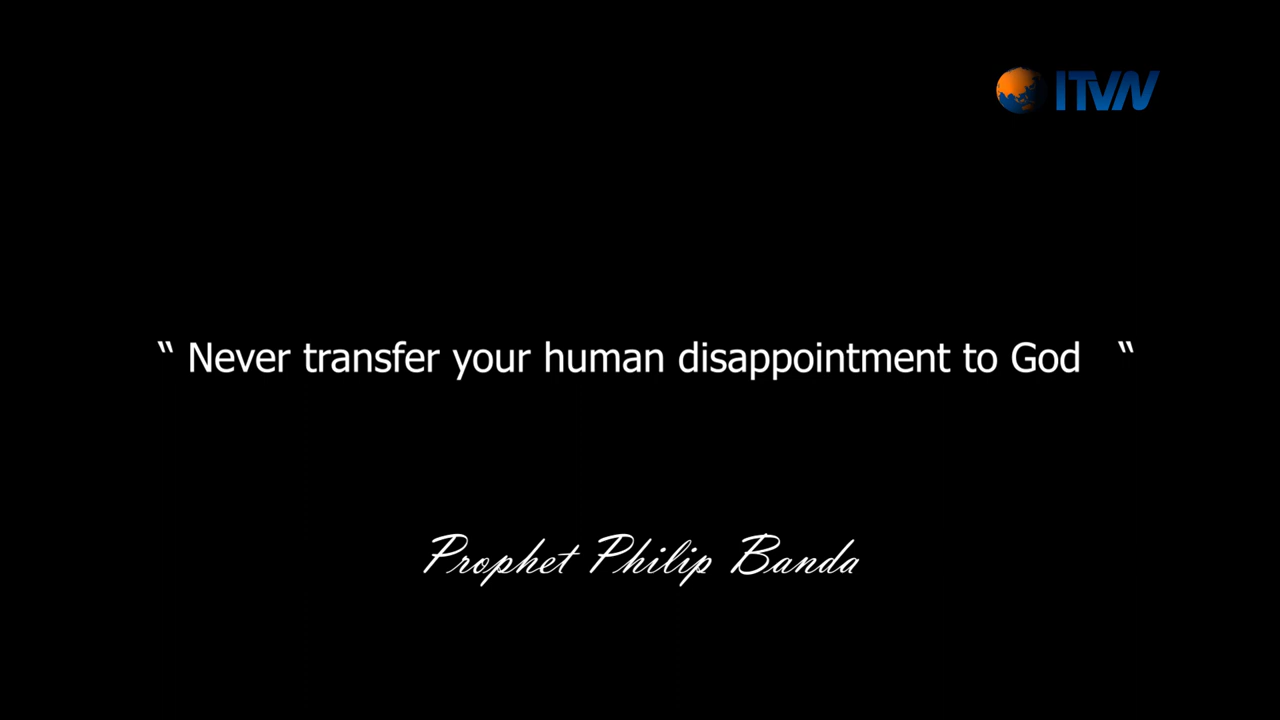 ITVN
“ Never transfer your human disappointment to God “
Prophet Philip Banda